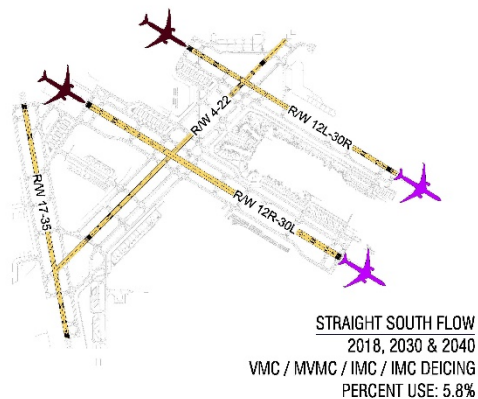 R/W 4-22
R/W 12L-30R
R/W 17-35
R/W 12R-30L
STRAIGHT SOUTH FLOW
2018, 2030 & 2040
VMC / MVMC / IMC / IMC DEICING
PERCENT USE: 5.8%